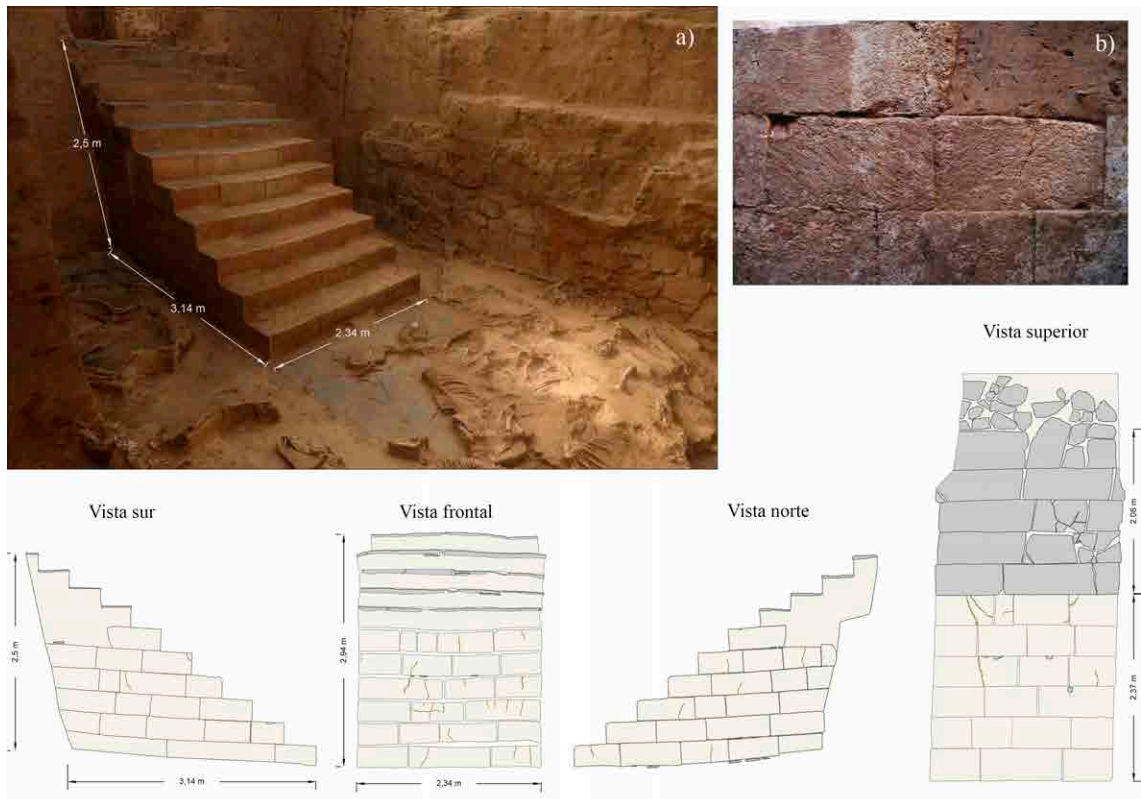 a)
2,5 m
3,14 m
2.34 m
b)
Vista superior
2,06 m
2,37 m
Vista sur
2,5 m
3,14 m
Vista frontal
2,94 m
2,34 m
Vista norte